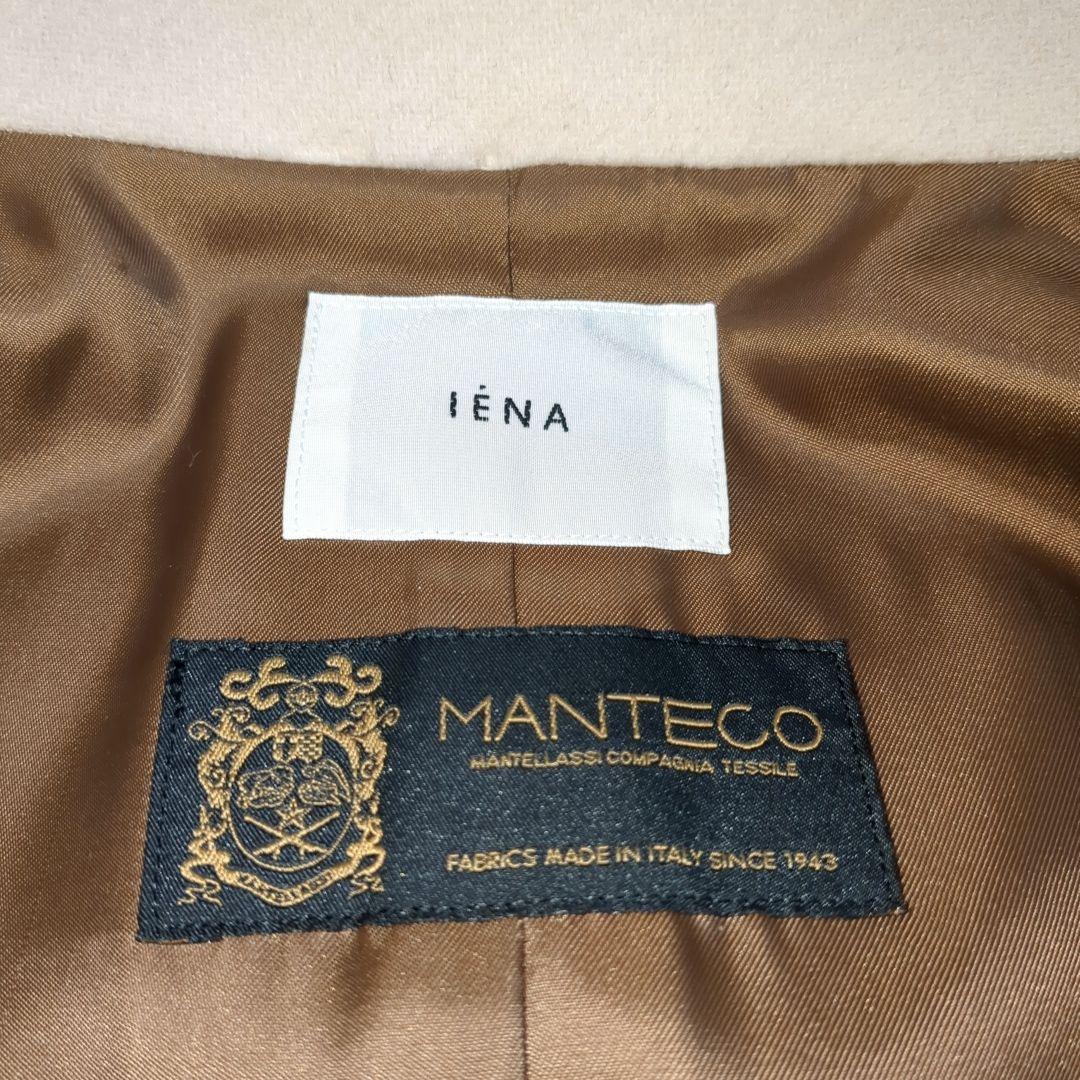 IÉNA
MANTECO
MANTELLASSI COMPAGNIA TESSILE
FABRICS MADE IN ITALY SINCE 1943